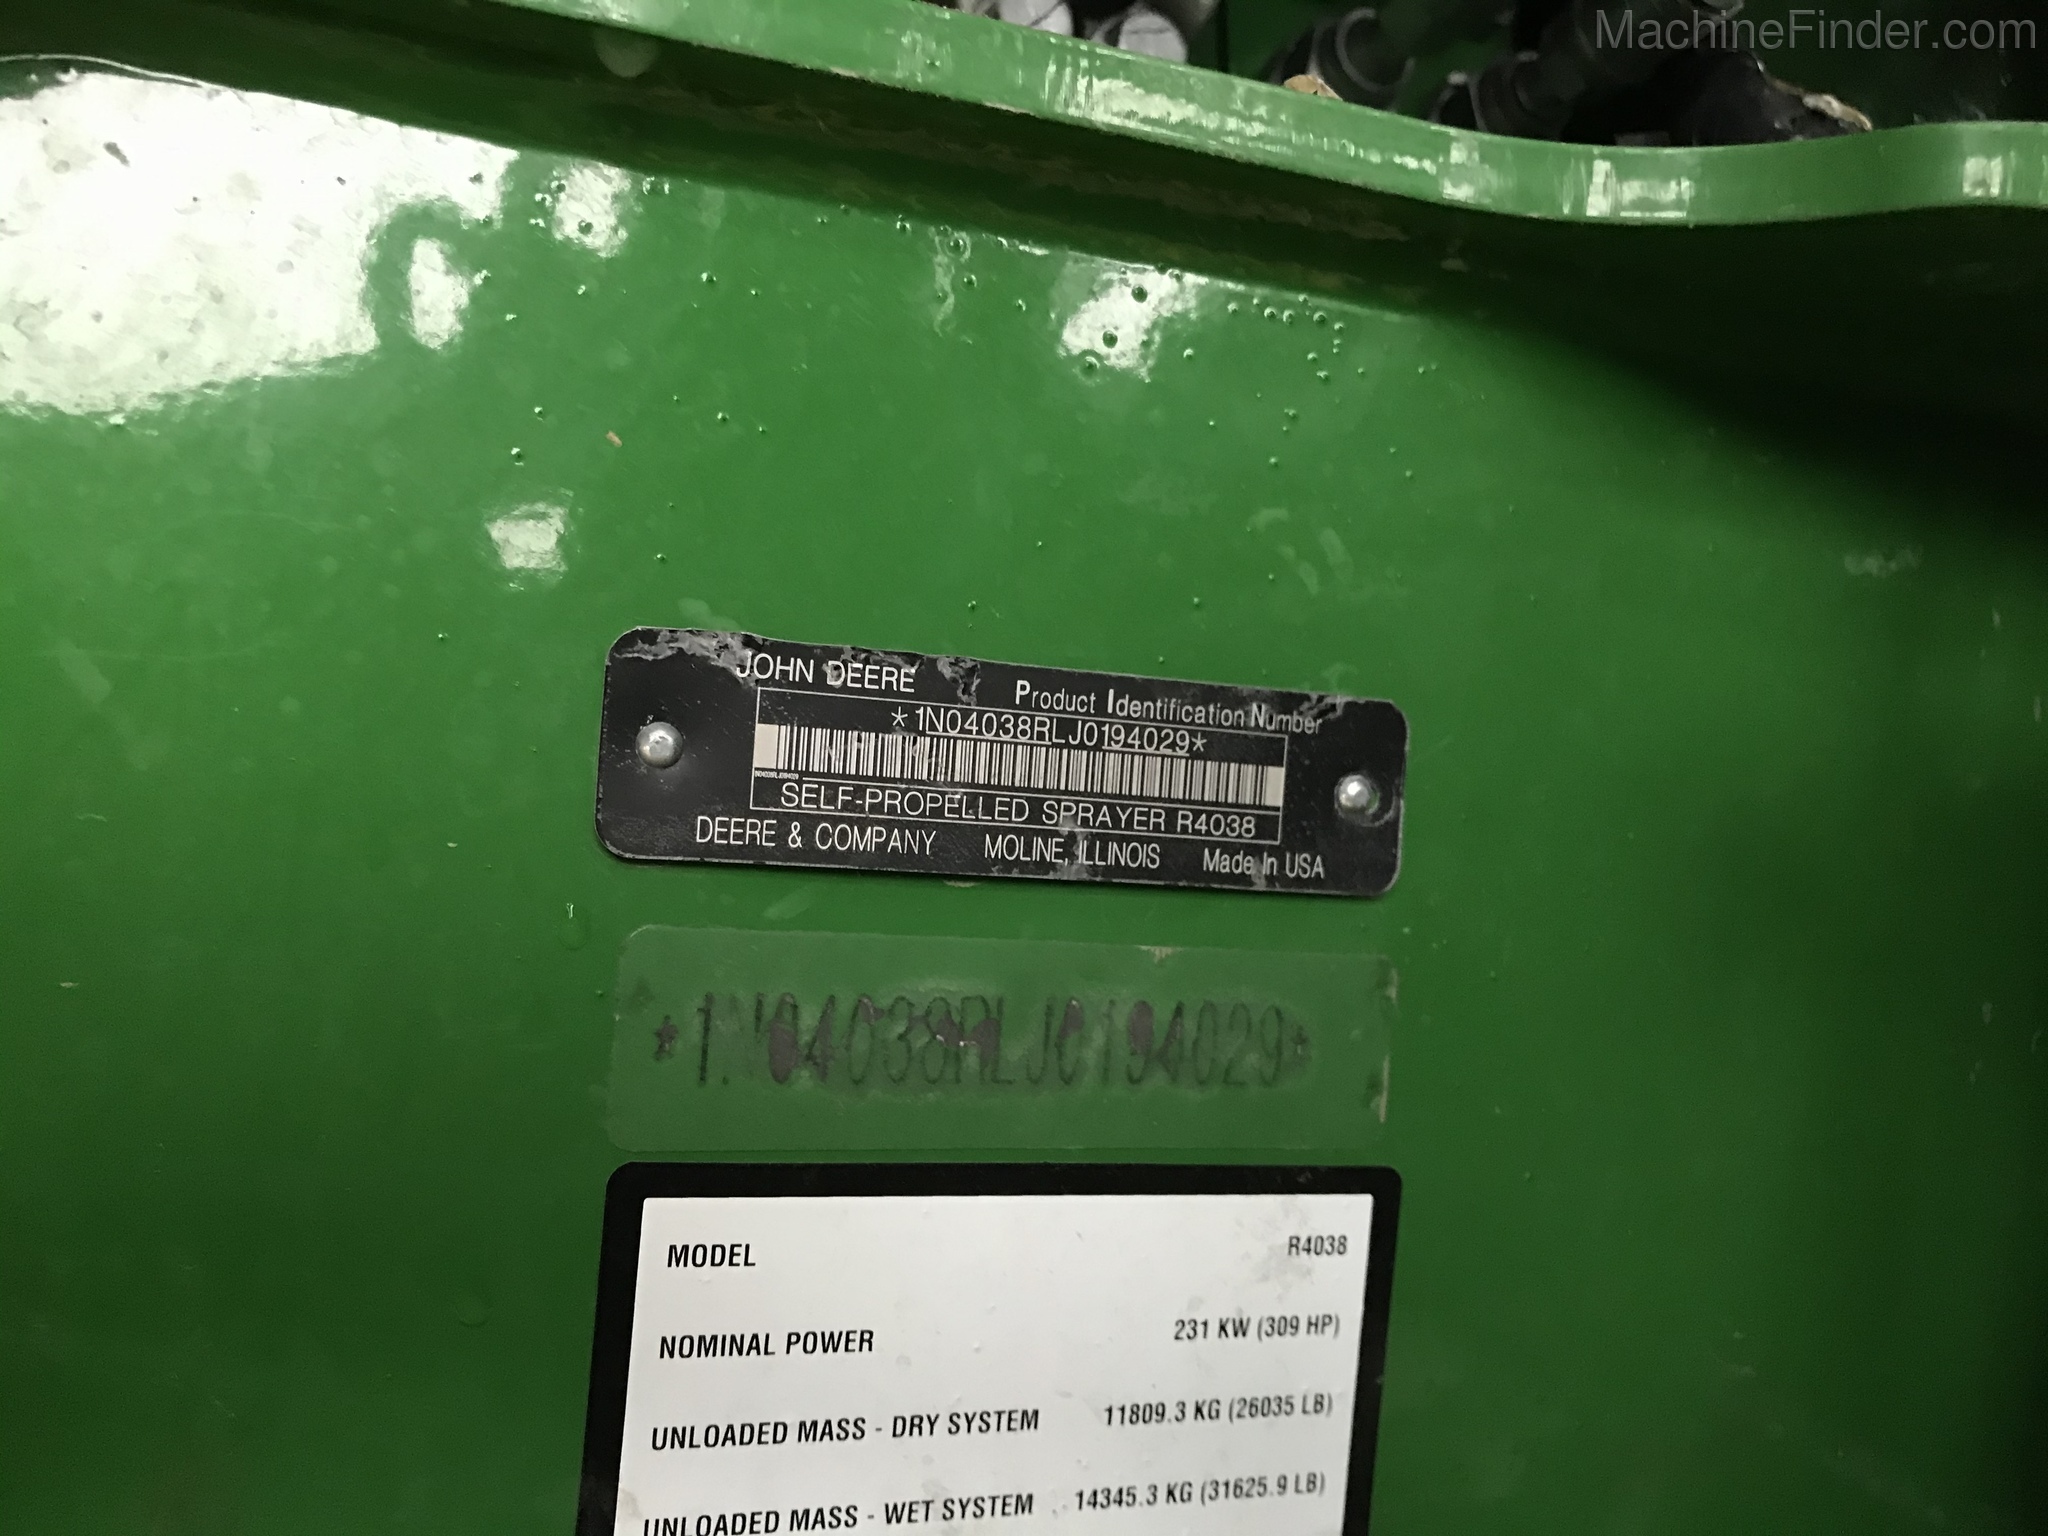 MachineFinder.com
JOHN DEERE Product Identification Number
*1N04038RLJ0194029*
1N04038RLJ0194029
SELF-PROPELLED SPRAYER R4038
DEERE & COMPANY MOLINE, ILLINOIS Made In USA
*1N04038RLJ0194029*
MODEL R4038
NOMINAL POWER 231 KW (309 HP)
UNLOADED MASS - DRY SYSTEM 11809.3 KG (26035 LB)
UNLOADED MASS - WET SYSTEM 14345.3 KG (31625.9 LB)